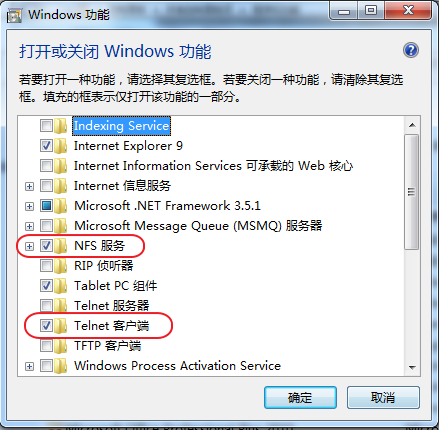 Windows 功能
打开或关闭 Windows 功能
若要打开一种功能，请选择其复选框。若要关闭一种功能，请清除其复选
框。填充的框表示仅打开该功能的一部分。
Indexing Service
Internet Explorer 9
Internet Information Services 可承载的 Web 核心
Internet 信息服务
Microsoft .NET Framework 3.5.1
Microsoft Message Queue (MSMQ) 服务器
NFS 服务
RIP 侦听器
Tablet PC 组件
Telnet 服务器
Telnet 客户端
TFTP 客户端
Windows Process Activation Service
确定
取消